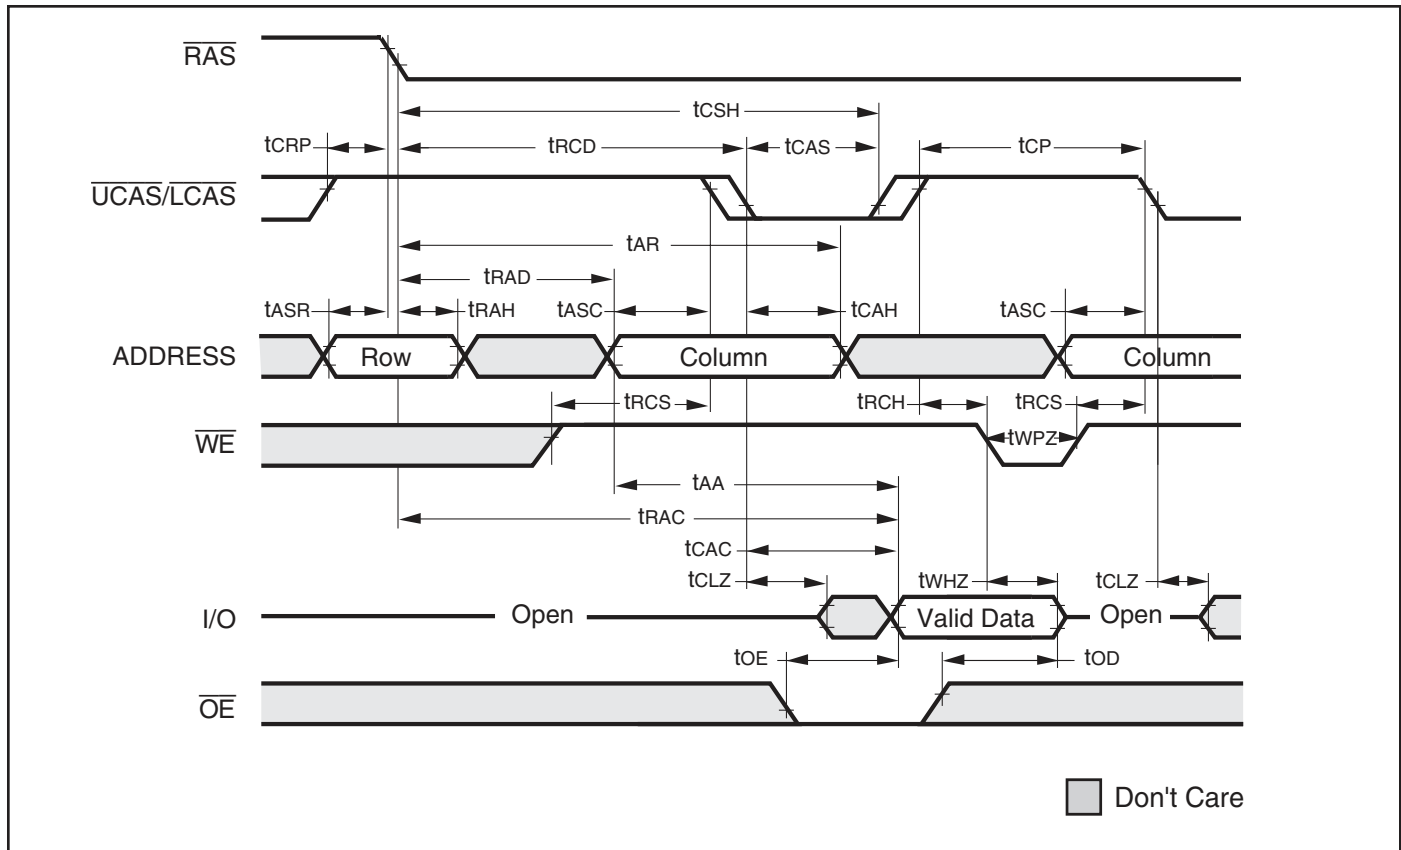 RAS
tCSH
tCRP
tRCD
tCAS
tCP
UCAS/LCAS
tAR
tRAD
tASR
tRAH
tASC
tCAH
tASC
ADDRESS
Row
Column
Column
tRCS
tRCH
tRCS
WE
tWPZ
tAA
tRAC
tCAC
tCLZ
tWHZ
tCLZ
I/O
Open
Valid Data
Open
tOE
tOD
OE
Don't Care